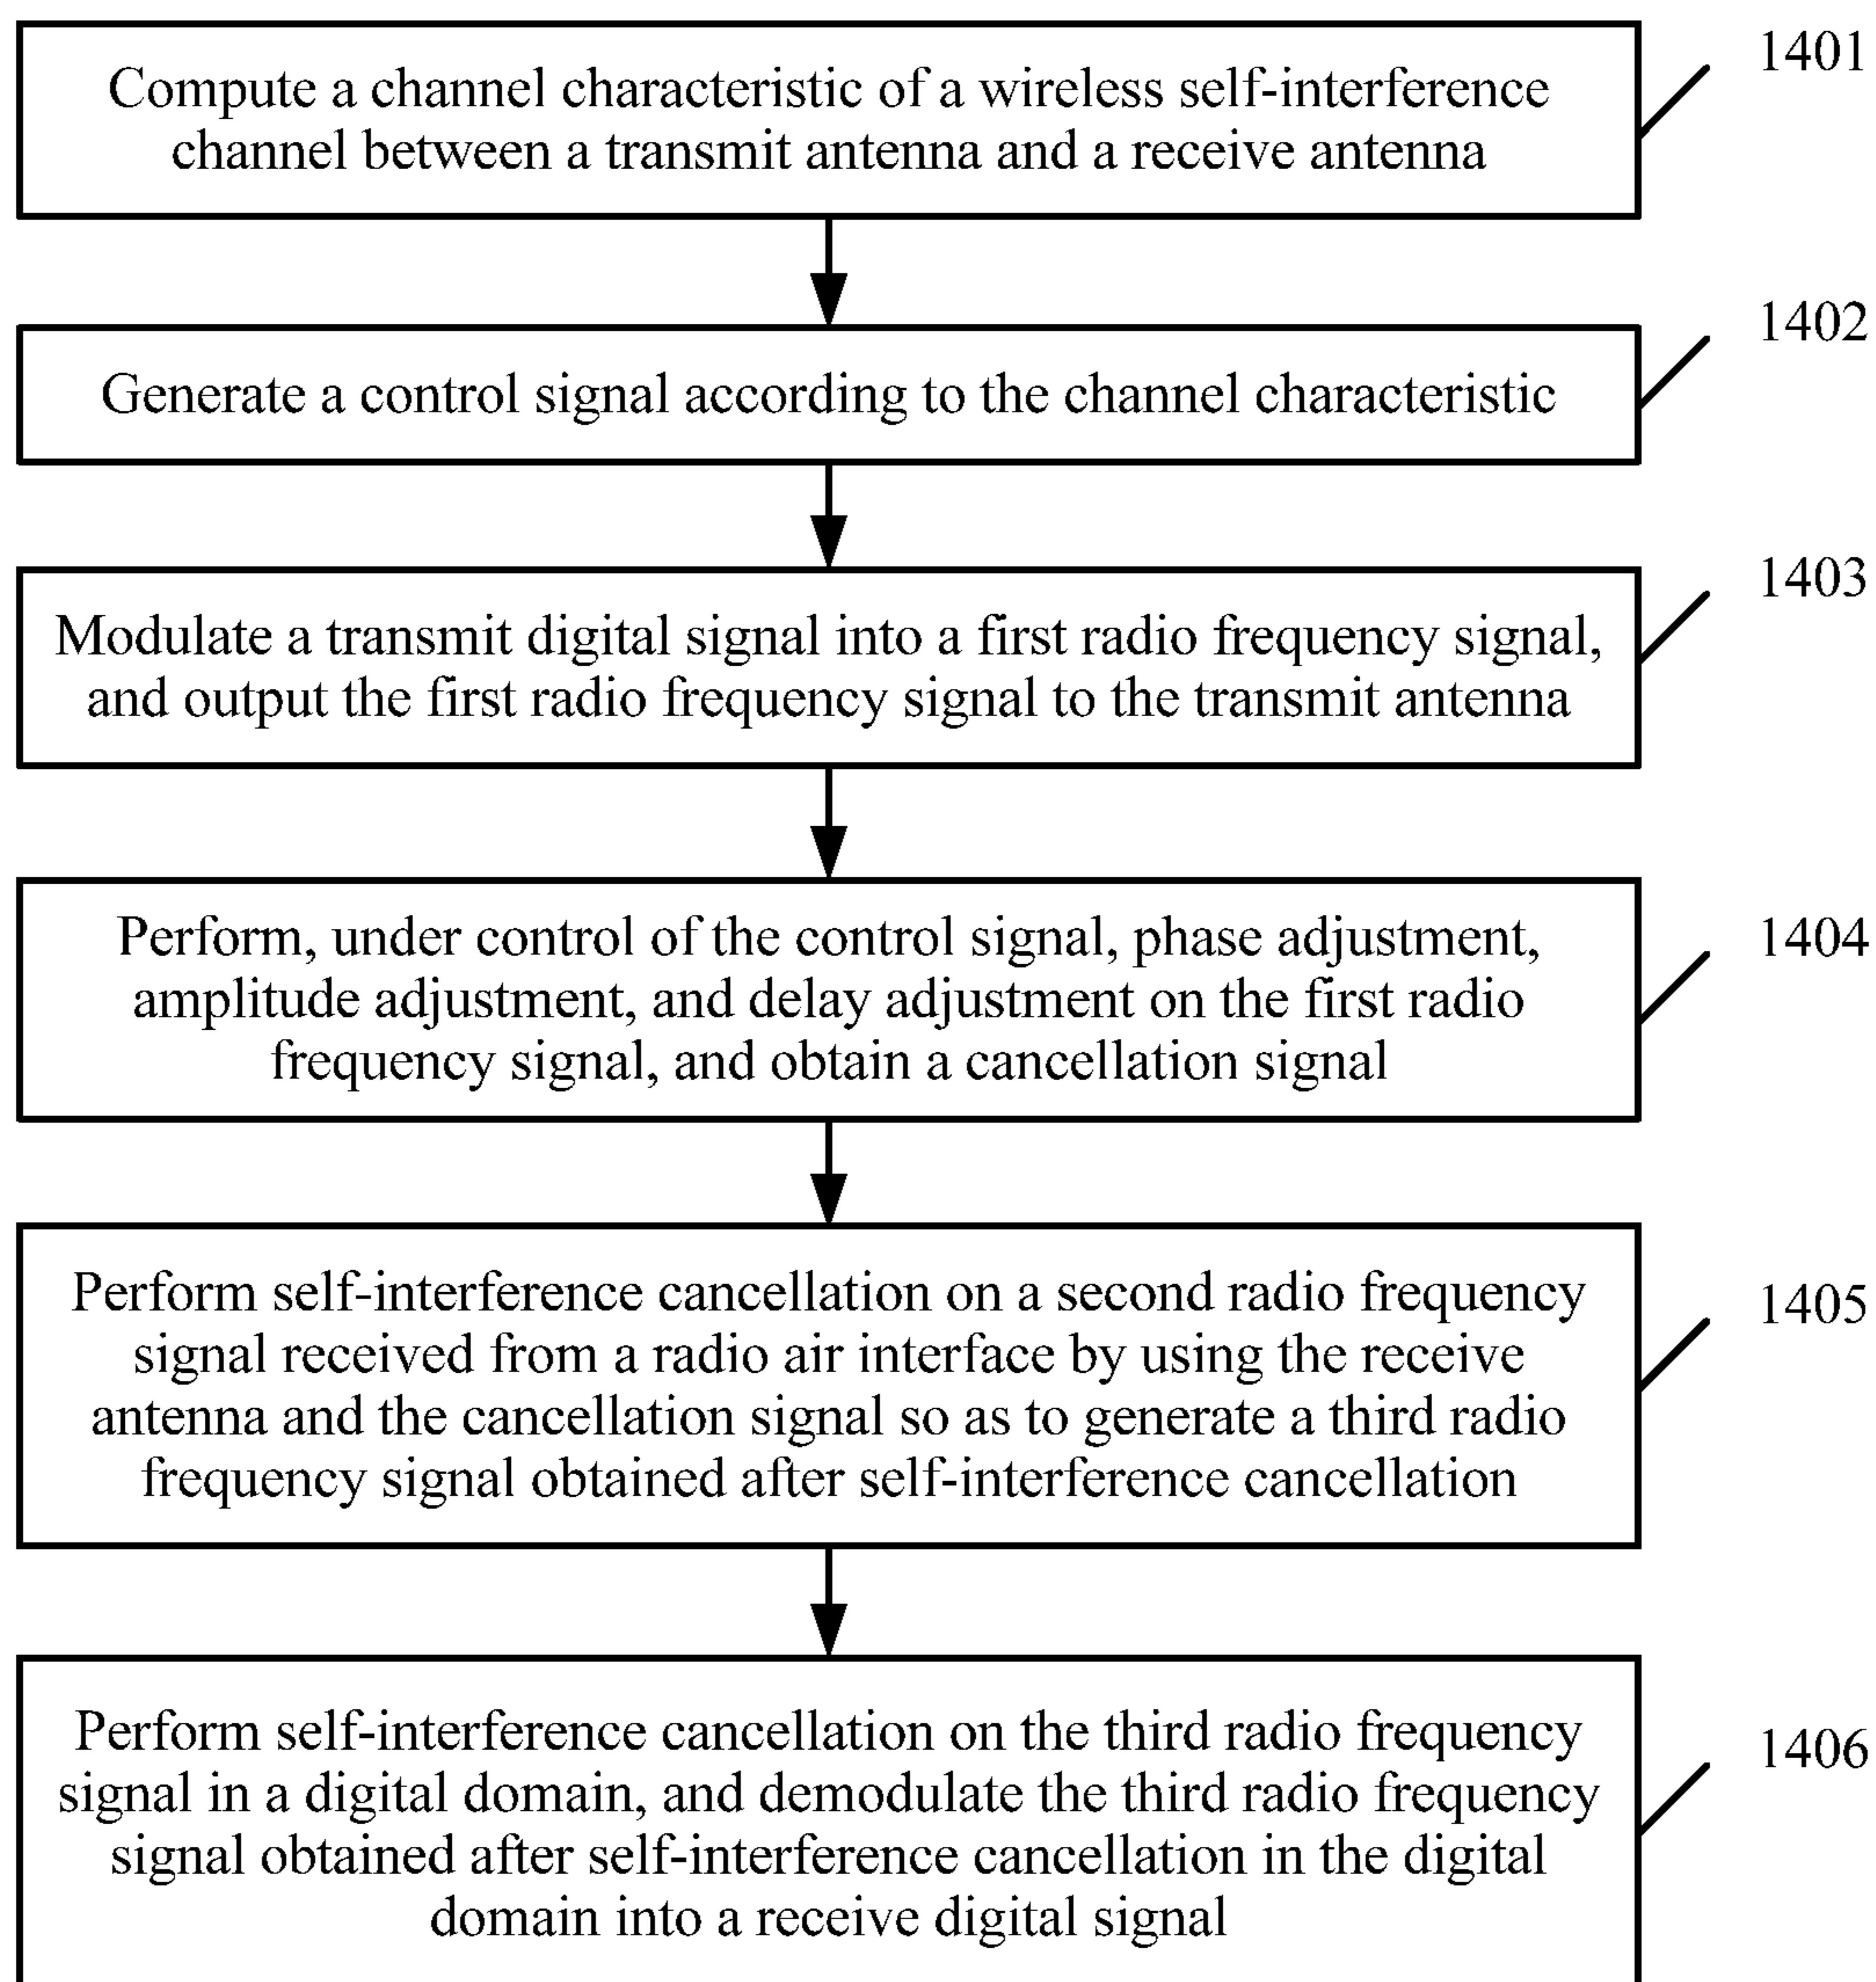 1401
Compute a channel characteristic of a wireless self-interference
channel between a transmit antenna and a receive antenna
1402
Generate a control signal according to the channel characteristic
1403
Modulate a transmit digital signal into a first radio frequency signal,
and output the first radio frequency signal to the transmit antenna
1404
Perform, under control of the control signal, phase adjustment,
amplitude adjustment, and delay adjustment on the first radio
frequency signal, and obtain a cancellation signal
1405
Perform self-interference cancellation on a second radio frequency
signal received from a radio air interface by using the receive
antenna and the cancellation signal so as to generate a third radio
frequency signal obtained after self-interference cancellation
1406
Perform self-interference cancellation on the third radio frequency
signal in a digital domain, and demodulate the third radio frequency
signal obtained after self-interference cancellation in the digital
domain into a receive digital signal